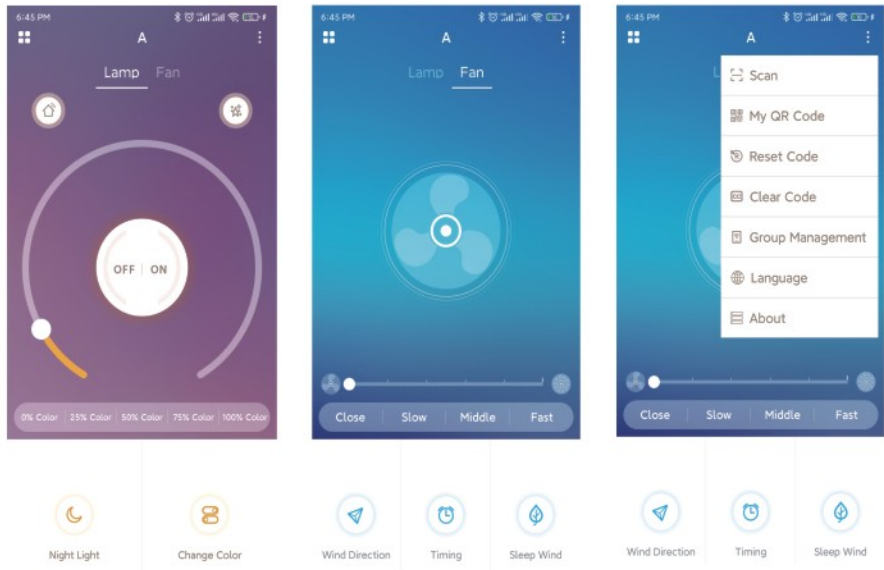 6:45 PM
A
Lamp Fan
OFF | ON
0% Color 25% Color 50% Color 75% Color 100% Color
Night Light Change Color
6:45 PM
A
Lamp Fan
Close Slow Middle Fast
Wind Direction Timing Sleep Wind
6:45 PM
A
L
Scan
My QR Code
Reset Code
Clear Code
Group Management
Language
About
Close Slow Middle Fast
Wind Direction Timing Sleep Wind